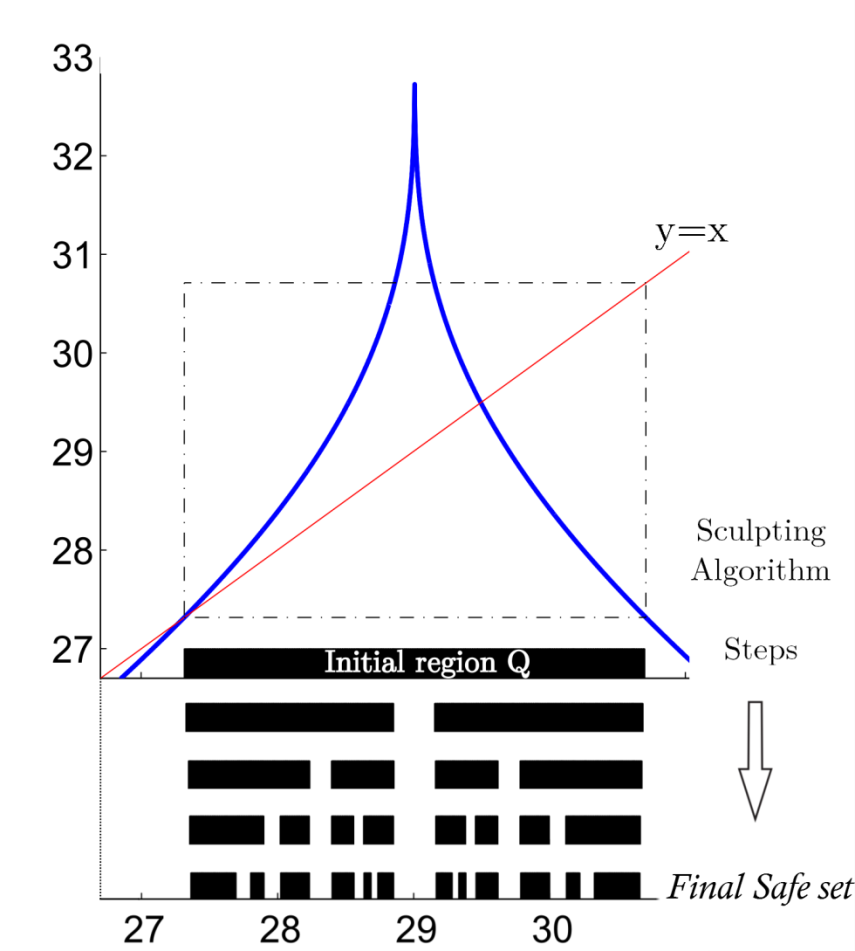 33
32
31
30
29
28
27
y=x
Initial region Q
Sculpting
Algorithm
Steps
Final Safe set
27 28 29 30